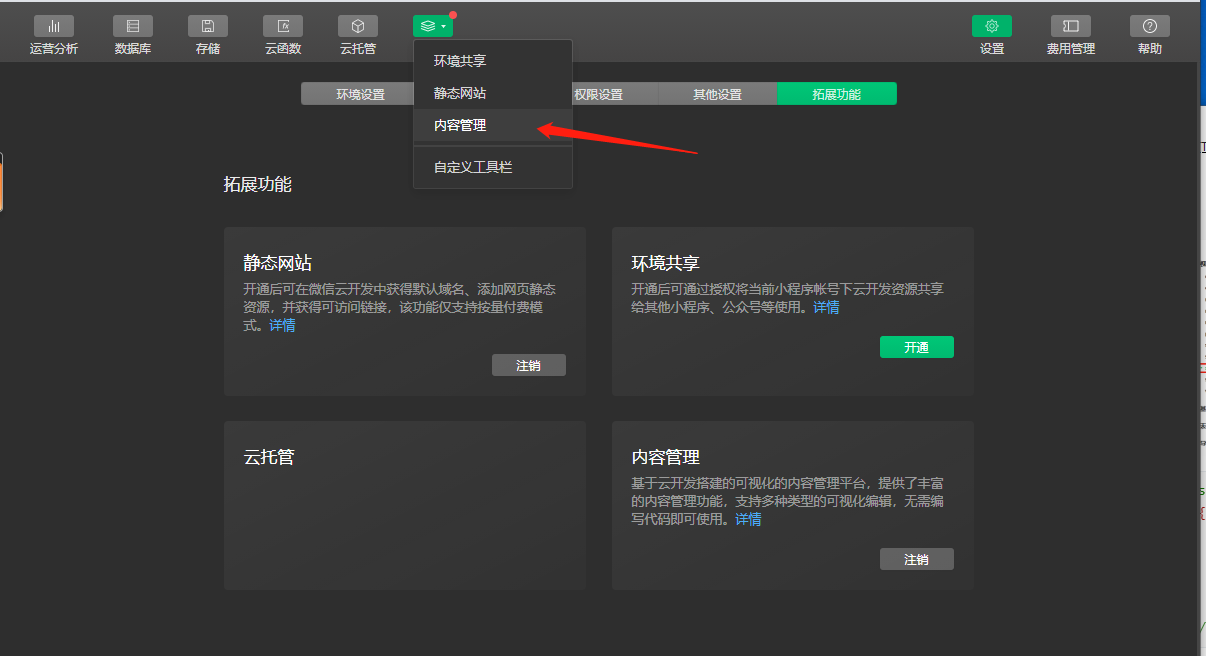 运营分析
数据库
存储
云函数
云托管
设置
费用管理
帮助
环境共享
静态网站
内容管理
自定义工具栏
环境设置
权限设置
其他设置
拓展功能
拓展功能
静态网站
开通后可在微信云开发中获得默认域名、添加网页静态
资源，并获得可访问链接，该功能仅支持按量付费模
式。详情
注销
环境共享
开通后可通过授权将当前小程序帐号下云开发资源共享
给其他小程序、公众号等使用。详情
开通
云托管
内容管理
基于云开发搭建的可视化的内容管理平台，提供了丰富
的内容管理功能，支持多种类型的可视化编辑，无需编
写代码即可使用。详情
注销